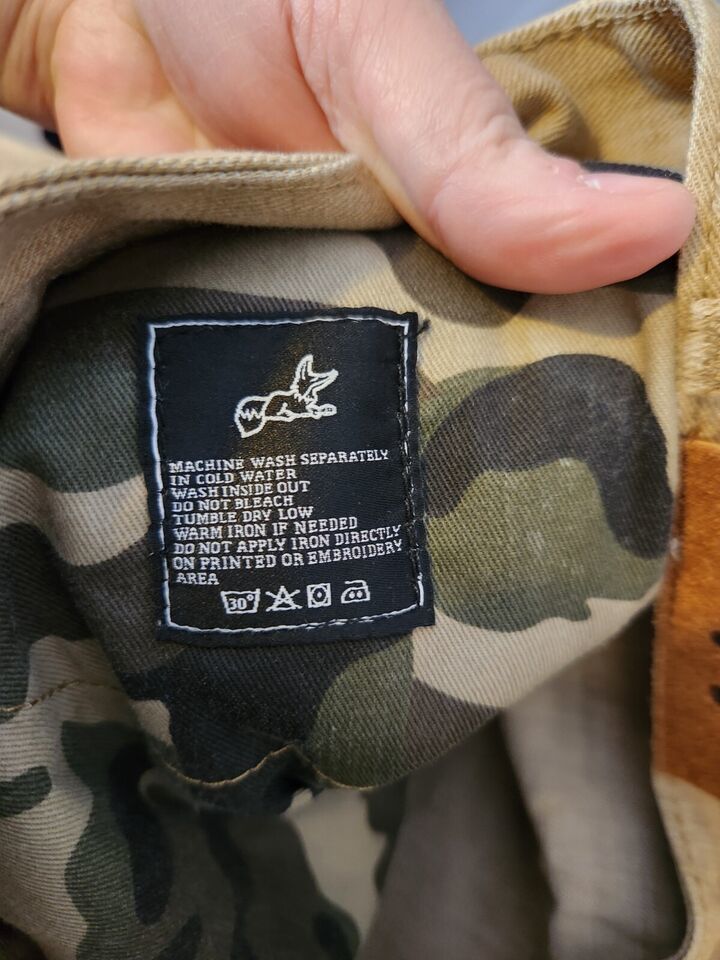 MACHINE WASH SEPARATELY
IN COLD WATER
WASH INSIDE OUT
DO NOT BLEACH
TUMBLE DRY LOW
WARM IRON IF NEEDED
DO NOT APPLY IRON DIRECTLY
ON PRINTED OR EMBROIDERY
AREA
30°